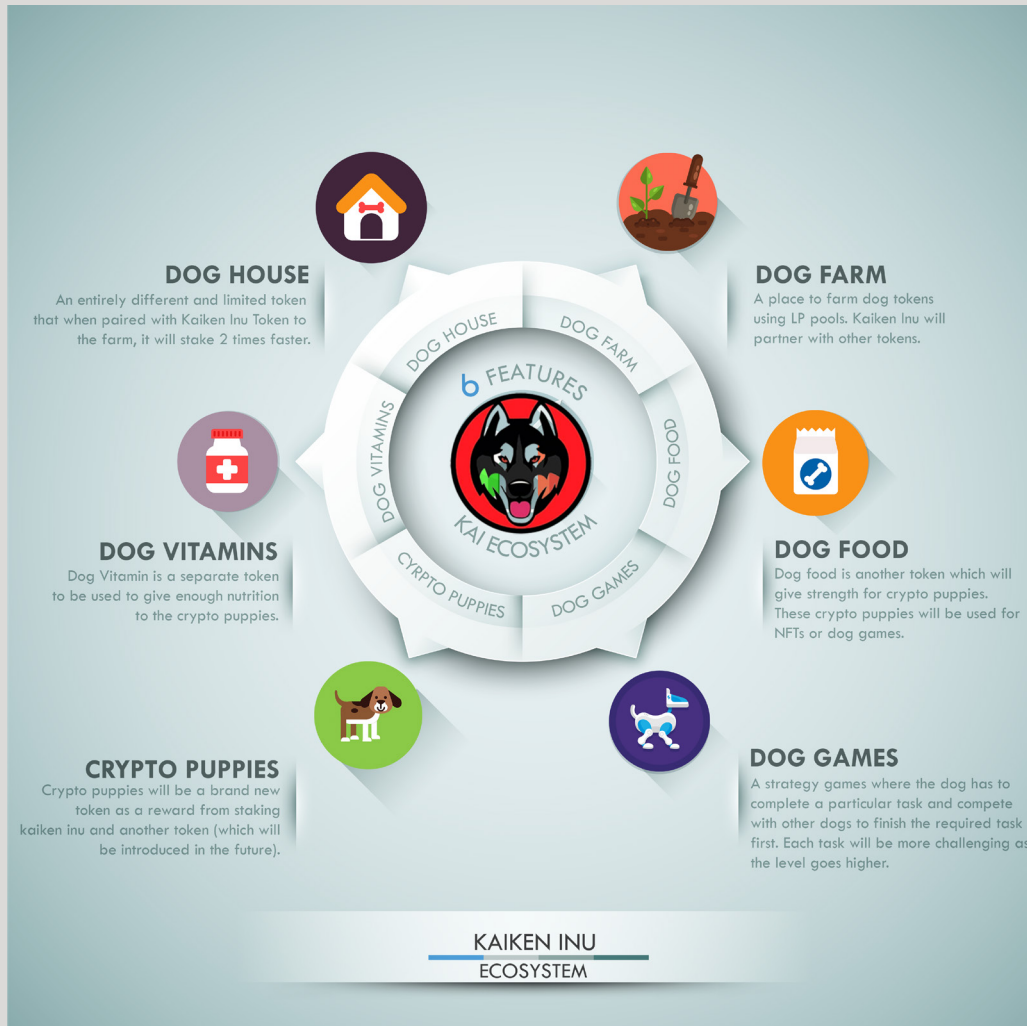 DOG HOUSE
An entirely different and limited token
that when paired with Kaiken Inu Token to
the farm, it will stake 2 times faster.
DOG FARM
A place to farm dog tokens
using LP pools. Kaiken Inu will
partner with other tokens.
DOG HOUSE
DOG FARM
DOG VITAMINS
DOG FOOD
CYRPTO PUPPIES
DOG GAMES
6 FEATURES
KAI ECOSYSTEM
DOG VITAMINS
Dog Vitamin is a separate token
to be used to give enough nutrition
to the crypto puppies.
DOG FOOD
Dog food is another token which will
give strength for crypto puppies.
These crypto puppies will be used for
NFTs or dog games.
CRYPTO PUPPIES
Crypto puppies will be a brand new
token as a reward from staking
kaiken inu and another token (which will
be introduced in the future).
DOG GAMES
A strategy games where the dog has to
complete a particular task and compete
with other dogs to finish the required task
first. Each task will be more challenging as
the level goes higher.
KAIKEN INU
ECOSYSTEM